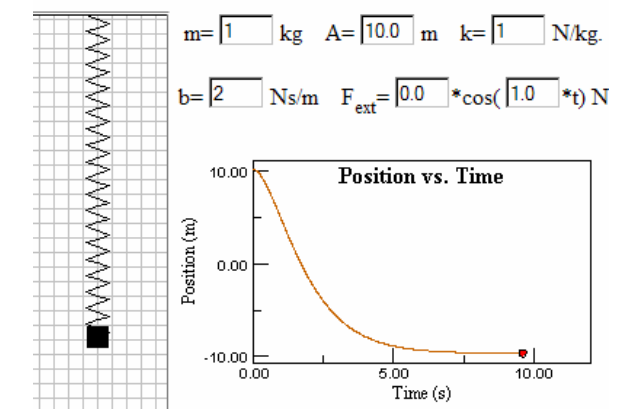 m= 1 kg A= 10.0 m k= 1 N/kg.
b= 2 Ns/m Fext= 0.0 *cos( 1.0 *t) N
Position vs. Time
10.00
0.00
-10.00
Position (m)
0.00 5.00 10.00
Time (s)